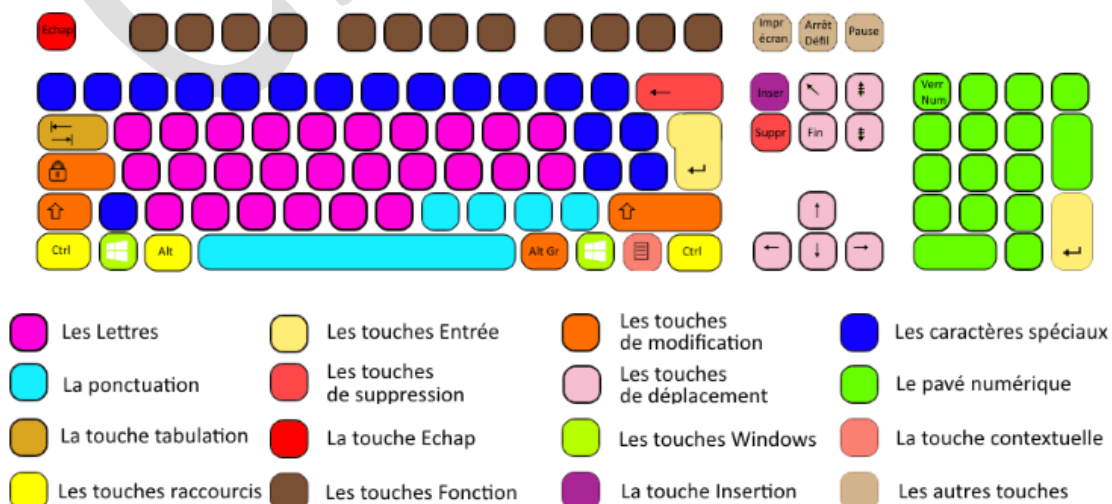 Echap
Impr écran
Arrêt Défil
Pause
Inser
Verr Num
Suppr
Fin
Ctrl
Alt
Alt Gr
Ctrl
Les Lettres
Les touches Entrée
Les touches
de modification
Les caractères spéciaux
La ponctuation
Les touches
de suppression
Les touches
de déplacement
Le pavé numérique
La touche tabulation
La touche Echap
Les touches Windows
La touche contextuelle
Les touches raccourcis
Les touches Fonction
La touche Insertion
Les autres touches